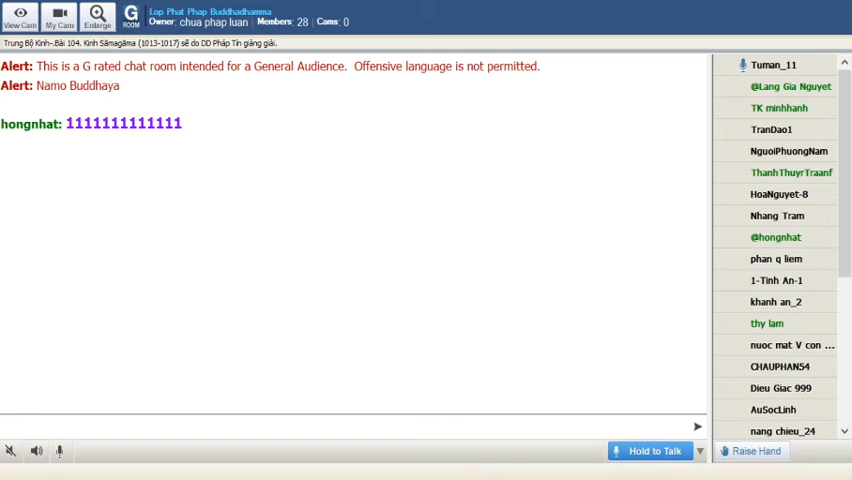 View Cam
My Cam
Enlarge
G
ROOM
Lop Phat Phap Buddhadhamma
Owner: chua phap luan Members: 28 Cams: 0
Trung Bộ Kinh-.Bài 104. Kinh Sāmagāma (1013-1017) sẽ do DD Pháp Tín giảng giải.
Alert: This is a G rated chat room intended for a General Audience. Offensive language is not permitted.
Alert: Namo Buddhaya
hongnhat: 1111111111111
Tuman_11
@Lang Gia Nguyet
TK minhhanh
TranDao1
NguoiPhuongNam
ThanhThuyrTraanf
HoaNguyet-8
Nhang Tram
@hongnhat
phan q liem
1-Tinh An-1
khanh an_2
thy lam
nuoc mat V con ...
CHAUPHAN54
Dieu Giac 999
AuSocLinh
nang chieu_24
Hold to Talk
Raise Hand